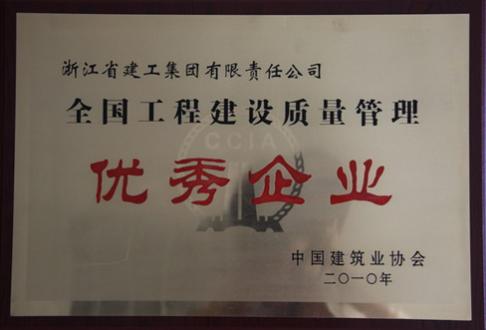 浙江省建工集团有限责任公司
全国工程建设质量管理
CCIA
优秀企业
中国建筑业协会
二〇一〇年